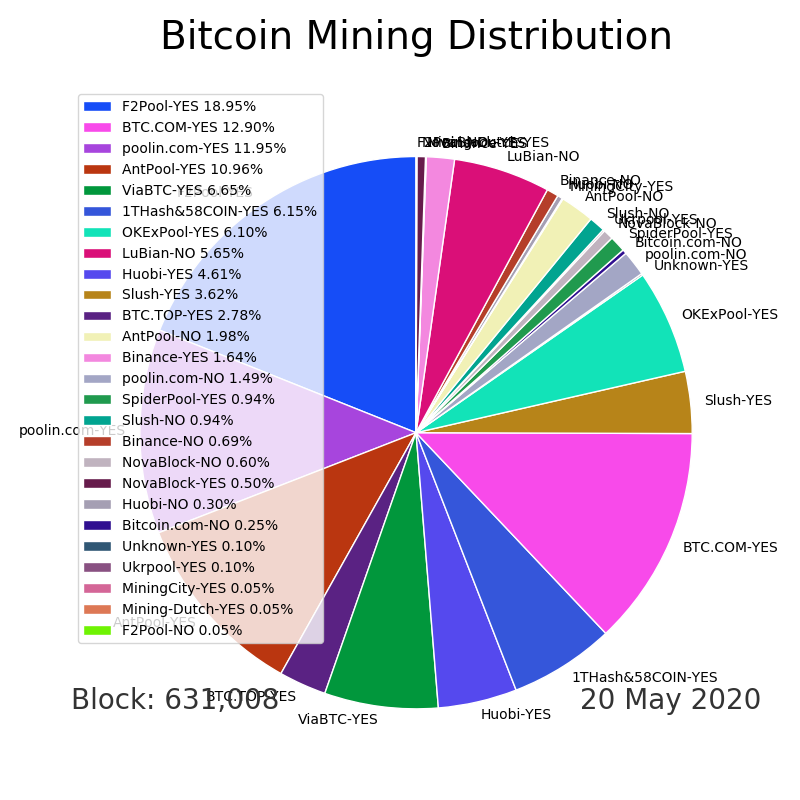 Bitcoin Mining Distribution
F2Pool-YES 18.95%
BTC.COM-YES 12.90%
poolin.com-YES 11.95%
AntPool-YES 10.96%
ViaBTC-YES 6.65%
1THash&58COIN-YES 6.15%
OKExPool-YES 6.10%
LuBian-NO 5.65%
Huobi-YES 4.61%
Slush-YES 3.62%
BTC.TOP-YES 2.78%
AntPool-NO 1.98%
Binance-YES 1.64%
poolin.com-NO 1.49%
SpiderPool-YES 0.94%
Slush-NO 0.94%
Binance-NO 0.69%
NovaBlock-NO 0.60%
NovaBlock-YES 0.50%
Huobi-NO 0.30%
Bitcoin.com-NO 0.25%
Unknown-YES 0.10%
Ukrpool-YES 0.10%
MiningCity-YES 0.05%
Mining-Dutch-YES 0.05%
F2Pool-NO 0.05%
LuBian-NO
Binance-NO
Huobi-NO
MiningCity-YES
AntPool-NO
Slush-NO
Ukrpool-YES
NovaBlock-NO
SpiderPool-YES
Bitcoin.com-NO
poolin.com-NO
Unknown-YES
OKExPool-YES
Slush-YES
BTC.COM-YES
1THash&58COIN-YES
Huobi-YES
ViaBTC-YES
BTC.TOP-YES
AntPool-YES
poolin.com-YES
Block: 631,008
20 May 2020